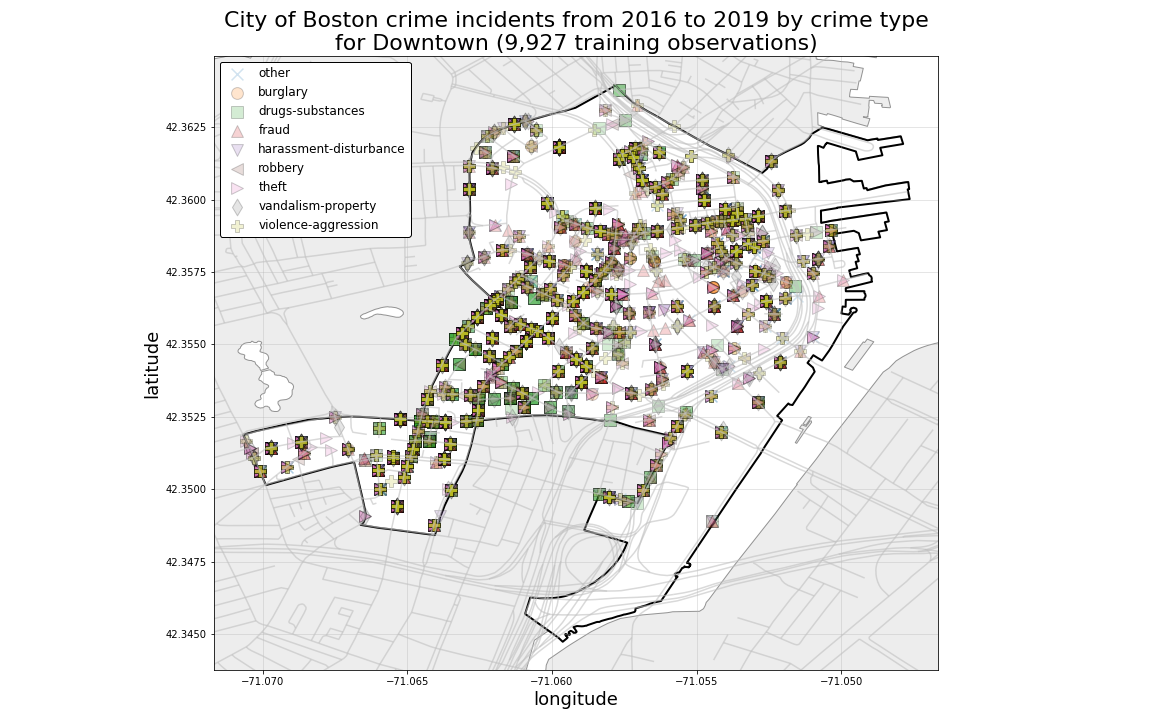 City of Boston crime incidents from 2016 to 2019 by crime type
for Downtown (9,927 training observations)
other
burglary
drugs-substances
fraud
harassment-disturbance
robbery
theft
vandalism-property
violence-aggression
latitude
42.3625
42.3600
42.3575
42.3550
42.3525
42.3500
42.3475
42.3450
−71.070
−71.065
−71.060
−71.055
−71.050
longitude